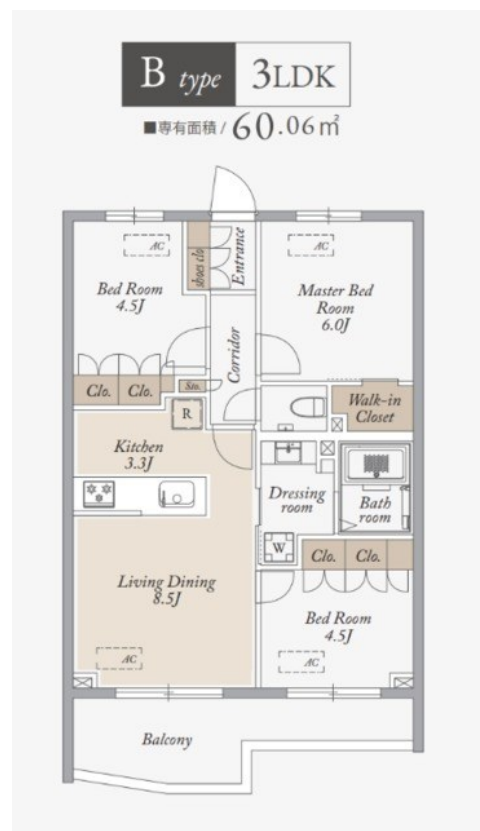 B type 3LDK
■専有面積/60.06㎡
AC
AC
shoes clo
Entrance
Bed Room
4.5J
Master Bed
Room
6.0J
Corridor
Clo. Clo.
Sto.
R
Walk-in
Closet
Kitchen
3.3J
Dressing
room
Bath
room
W
Clo. Clo.
Living Dining
8.5J
Bed Room
4.5J
AC
AC
Balcony